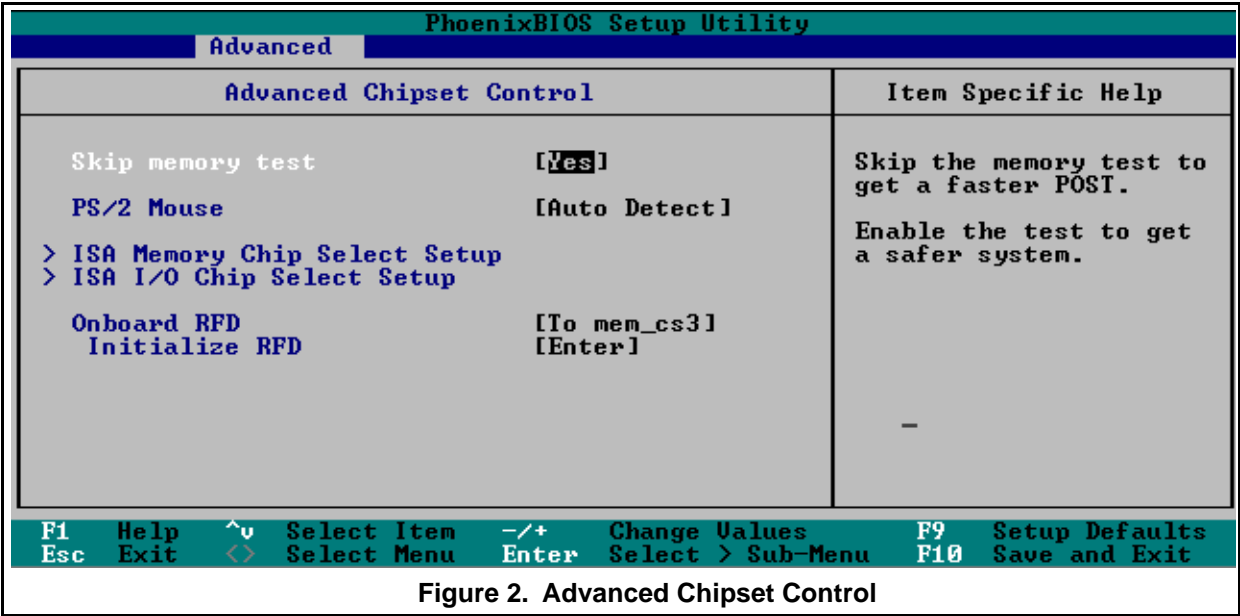 PhoenixBIOS Setup Utility
Advanced
Advanced Chipset Control
Item Specific Help
Skip memory test [Yes]
PS/2 Mouse [Auto Detect]
> ISA Memory Chip Select Setup
> ISA I/O Chip Select Setup
Onboard RFD [To mem_cs3]
Initialize RFD [Enter]
Skip the memory test to
get a faster POST.
Enable the test to get
a safer system.
_
F1 Help ^v Select Item -/+ Change Values F9 Setup Defaults
Esc Exit <> Select Menu Enter Select > Sub-Menu F10 Save and Exit
Figure 2. Advanced Chipset Control